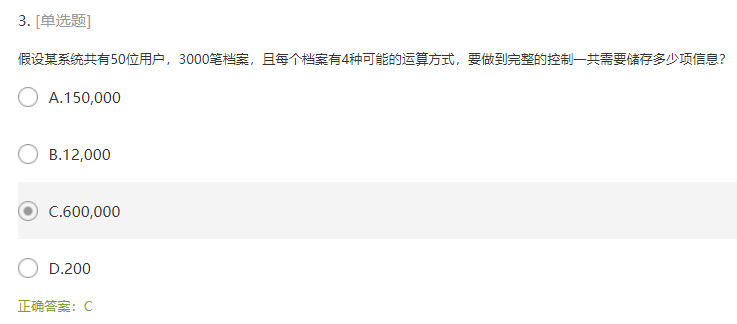 3. [单选题]
假设某系统共有50位用户，3000笔档案，且每个档案有4种可能的运算方式，要做到完整的控制一共需要储存多少项信息？
A.150,000
B.12,000
C.600,000
D.200
正确答案：C